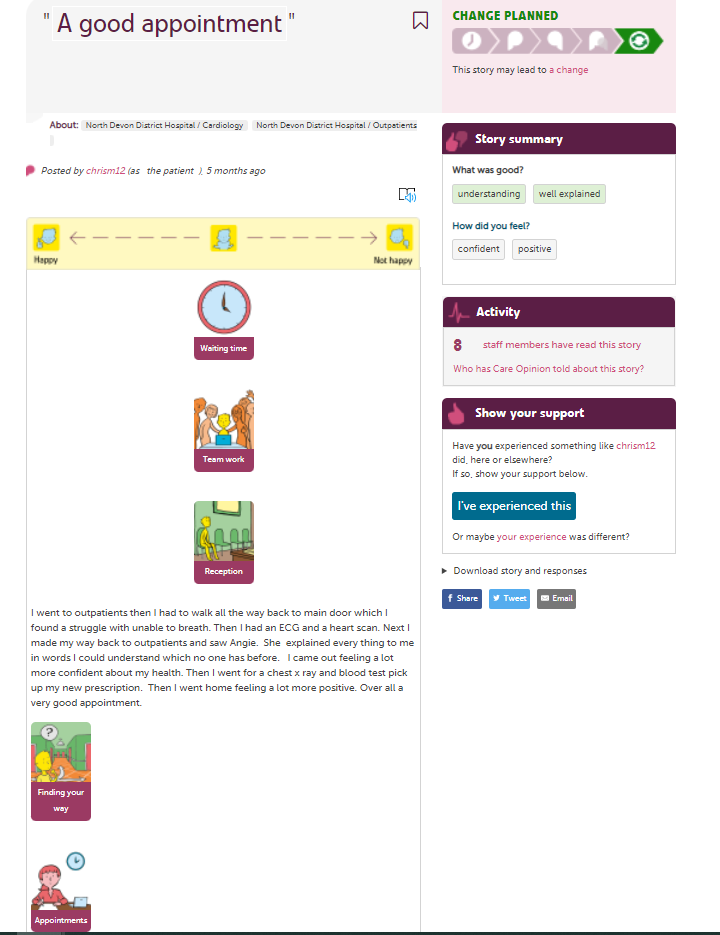 " A good appointment "
About: North Devon District Hospital / Cardiology North Devon District Hospital / Outpatients
Posted by chrism12 (as the patient ), 5 months ago
Happy Not happy
Waiting time
Team work
Reception
I went to outpatients then I had to walk all the way back to main door which I
found a struggle with unable to breath. Then I had an ECG and a heart scan. Next I
made my way back to outpatients and saw Angie. She explained every thing to me
in words I could understand which no one has before. I came out feeling a lot
more confident about my health. Then I went for a chest x ray and blood test pick
up my new prescription. Then I went home feeling a lot more positive. Over all a
very good appointment.
?
Finding your
way
Appointments
CHANGE PLANNED
This story may lead to a change
Story summary
What was good?
understanding well explained
How did you feel?
confident positive
Activity
8 staff members have read this story
Who has Care Opinion told about this story?
Show your support
Have you experienced something like chrism12
did, here or elsewhere?
If so, show your support below.
I've experienced this
Or maybe your experience was different?
Download story and responses
f Share Tweet Email